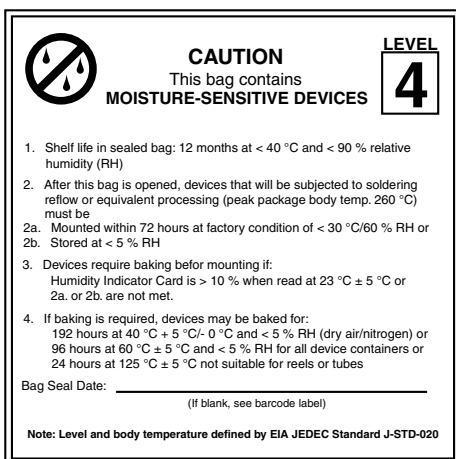 LEVEL
CAUTION
4
This bag contains
MOISTURE-SENSITIVE DEVICES
1. Shelf life in sealed bag: 12 months at < 40 °C and < 90 % relative
humidity (RH)
2. After this bag is opened, devices that will be subjected to soldering
reflow or equivalent processing (peak package body temp. 260 °C)
must be
2a. Mounted within 72 hours at factory condition of < 30 °C/60 % RH or
2b. Stored at < 5 % RH
3. Devices require baking befor mounting if:
Humidity Indicator Card is > 10 % when read at 23 °C ± 5 °C or
2a. or 2b. are not met.
4. If baking is required, devices may be baked for:
192 hours at 40 °C + 5 °C/- 0 °C and < 5 % RH (dry air/nitrogen) or
96 hours at 60 °C ± 5 °C and < 5 % RH for all device containers or
24 hours at 125 °C ± 5 °C not suitable for reels or tubes
Bag Seal Date:
(If blank, see barcode label)
Note: Level and body temperature defined by EIA JEDEC Standard J-STD-020